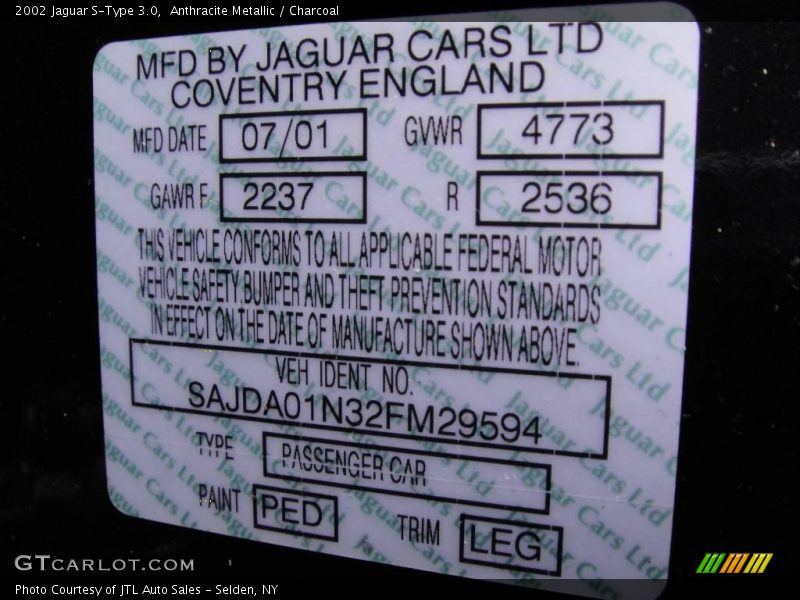 2002 Jaguar S-Type 3.0,  Anthracite Metallic / Charcoal
MFD BY JAGUAR CARS LTD
COVENTRY ENGLAND
MFD DATE 07/01 GVWR 4773
GAWR F 2237 R 2536
THIS VEHICLE CONFORMS TO ALL APPLICABLE FEDERAL MOTOR
VEHICLE SAFETY BUMPER AND THEFT PREVENTION STANDARDS
IN EFFECT ON THE DATE OF MANUFACTURE SHOWN ABOVE.
VEH IDENT NO.
SAJDA01N32FM29594
TYPE PASSENGER CAR
PAINT PED TRIM LEG
GTCARLOT.COM
Photo Courtesy of JTL Auto Sales - Selden, NY